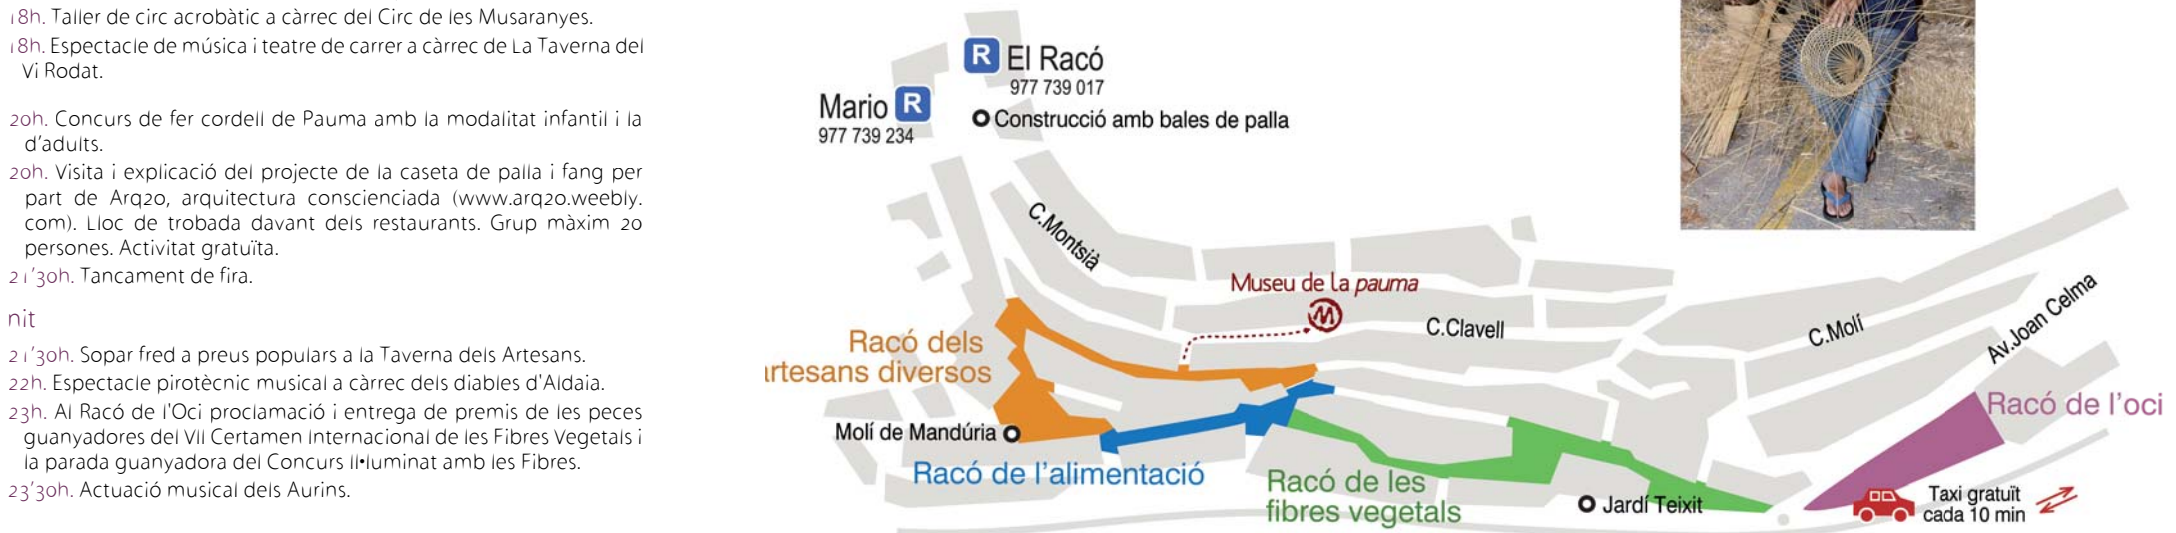 18h. Taller de circ acrobàtic a càrrec del Circ de les Musaranyes.
18h. Espectacle de música i teatre de carrer a càrrec de La Taverna del
Vi Rodat.
20h. Concurs de fer cordell de Pauma amb la modalitat infantil i la
d'adults.
20h. Visita i explicació del projecte de la caseta de palla i fang per
part de Arq20, arquitectura conscienciada (www.arq20.weebly.
com). Lloc de trobada davant dels restaurants. Grup màxim 20
persones. Activitat gratuïta.
21'30h. Tancament de fira.
nit
21'30h. Sopar fred a preus populars a la Taverna dels Artesans.
22h. Espectacle pirotècnic musical a càrrec dels diables d'Aldaia.
23h. Al Racó de l'Oci proclamació i entrega de premis de les peces
guanyadores del VII Certamen Internacional de les Fibres Vegetals i
la parada guanyadora del Concurs Il•luminat amb les Fibres.
23'30h. Actuació musical dels Aurins.
R El Racó
977 739 017
Mario R
977 739 234
Construcció amb bales de palla
C.Montsià
Museu de la pauma
M
C.Clavell
C.Molí
Av.Joan Celma
Racó dels
rtesans diversos
Molí de Mandúria
Racó de l'alimentació
Racó de les
fibres vegetals
Jardí Teixit
Racó de l'oci
Taxi gratuït
cada 10 min